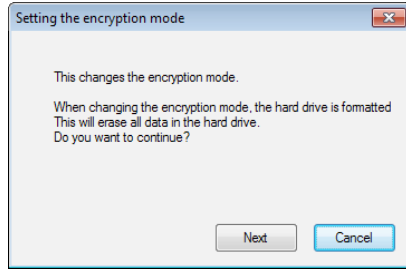 Setting the encryption mode
This changes the encryption mode.
When changing the encryption mode, the hard drive is formatted
This will erase all data in the hard drive.
Do you want to continue?
Next
Cancel